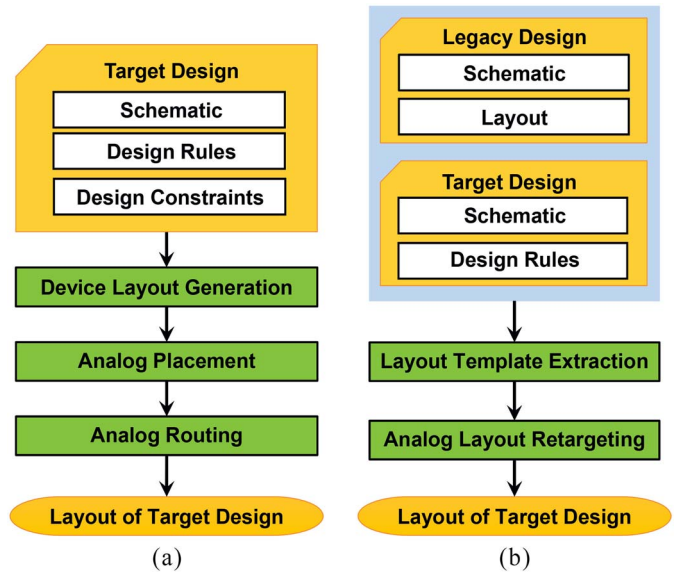 Target Design
Schematic
Design Rules
Design Constraints
Device Layout Generation
Analog Placement
Analog Routing
Layout of Target Design
(a)
Legacy Design
Schematic
Layout
Target Design
Schematic
Design Rules
Layout Template Extraction
Analog Layout Retargeting
Layout of Target Design
(b)